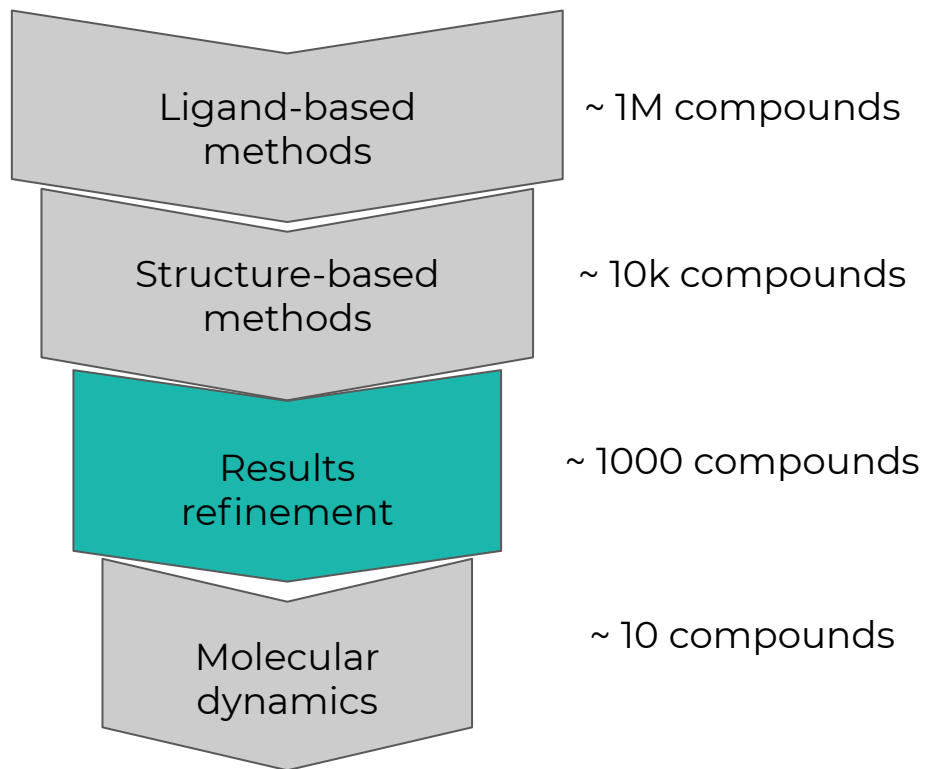 Ligand-based
methods
~ 1M compounds
Structure-based
methods
~ 10k compounds
Results
refinement
~ 1000 compounds
Molecular
dynamics
~ 10 compounds